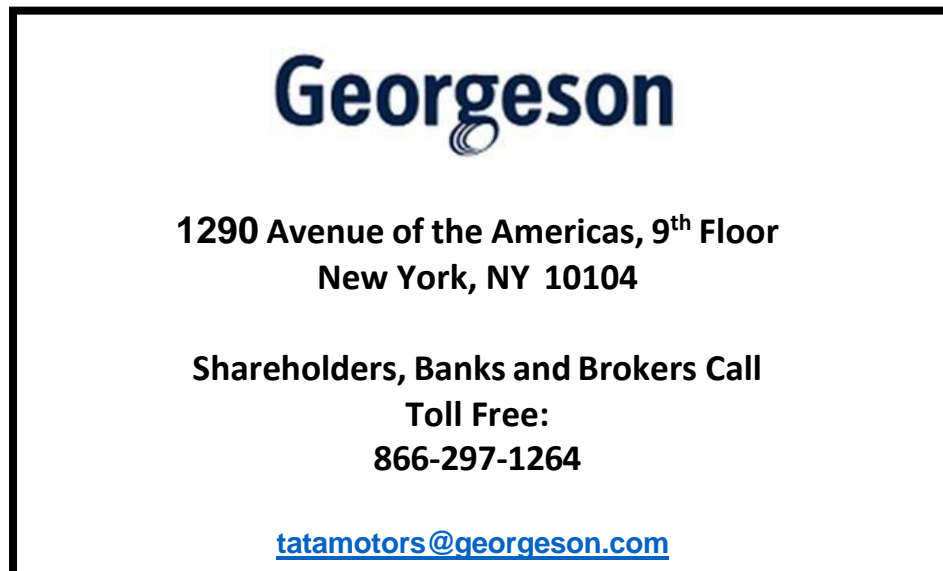 Georgeson
1290 Avenue of the Americas, 9th Floor
New York, NY 10104
Shareholders, Banks and Brokers Call
Toll Free:
866-297-1264
tatamotors@georgeson.com